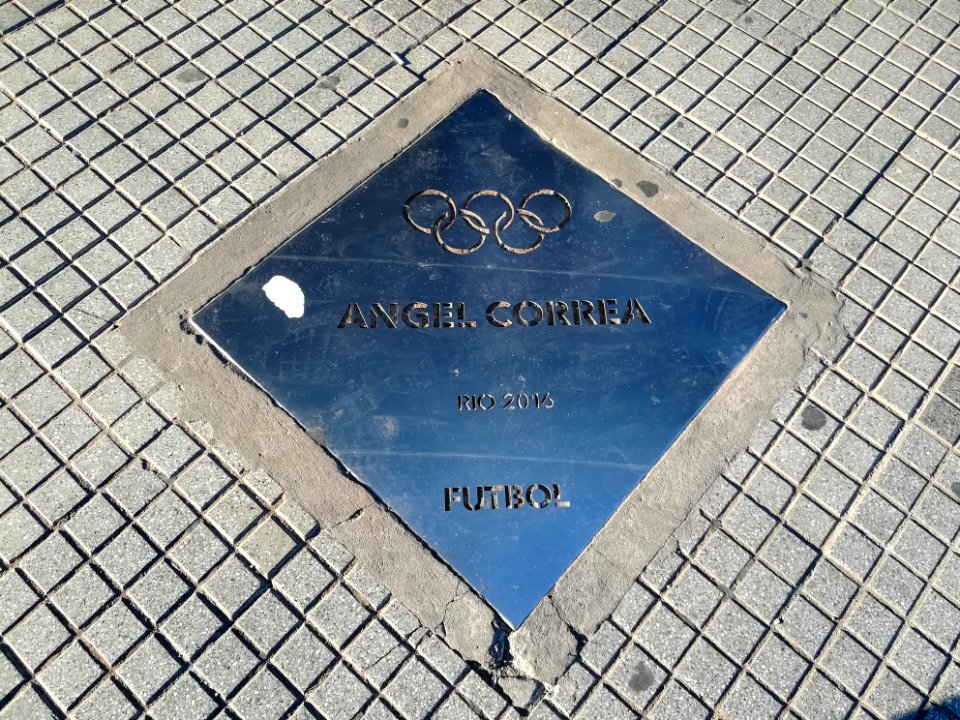 ANGEL CORREA
RIO 2016
FUTBOL